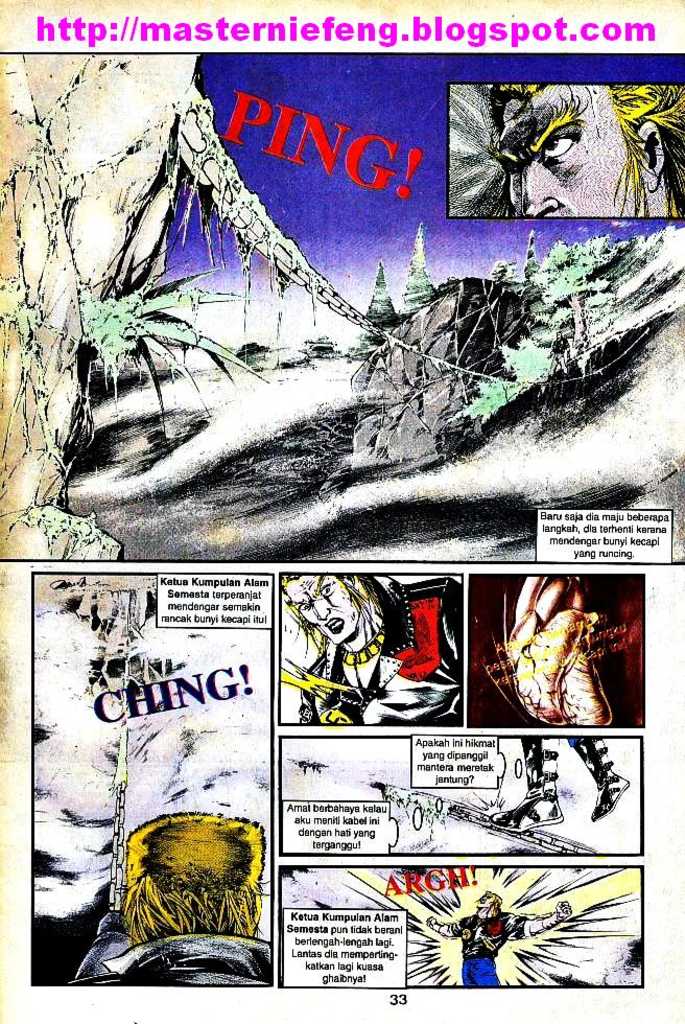 http://masterniefeng.blogspot.com
PING!
Baru saja dia maju beberapa
langkah, dia terhenti kerana
mendengar bunyi kecapi
yang runcing.
Ketua Kumpulan Alam
Semesta terperanjat
mendengar semakin
rancak bunyi kecapi itu!
CHING!
Apakah ini hikmat
yang dipanggil
mantera meretak
jantung?
Amat berbahaya kalau
aku meniti kabel ini
dengan hati yang
terganggu!
ARGH!
Ketua Kumpulan Alam
Semesta pun tidak berani
berlengah-lengah lagi.
Lantas dia memperting-
katkan lagi kuasa
ghaibnya!
33